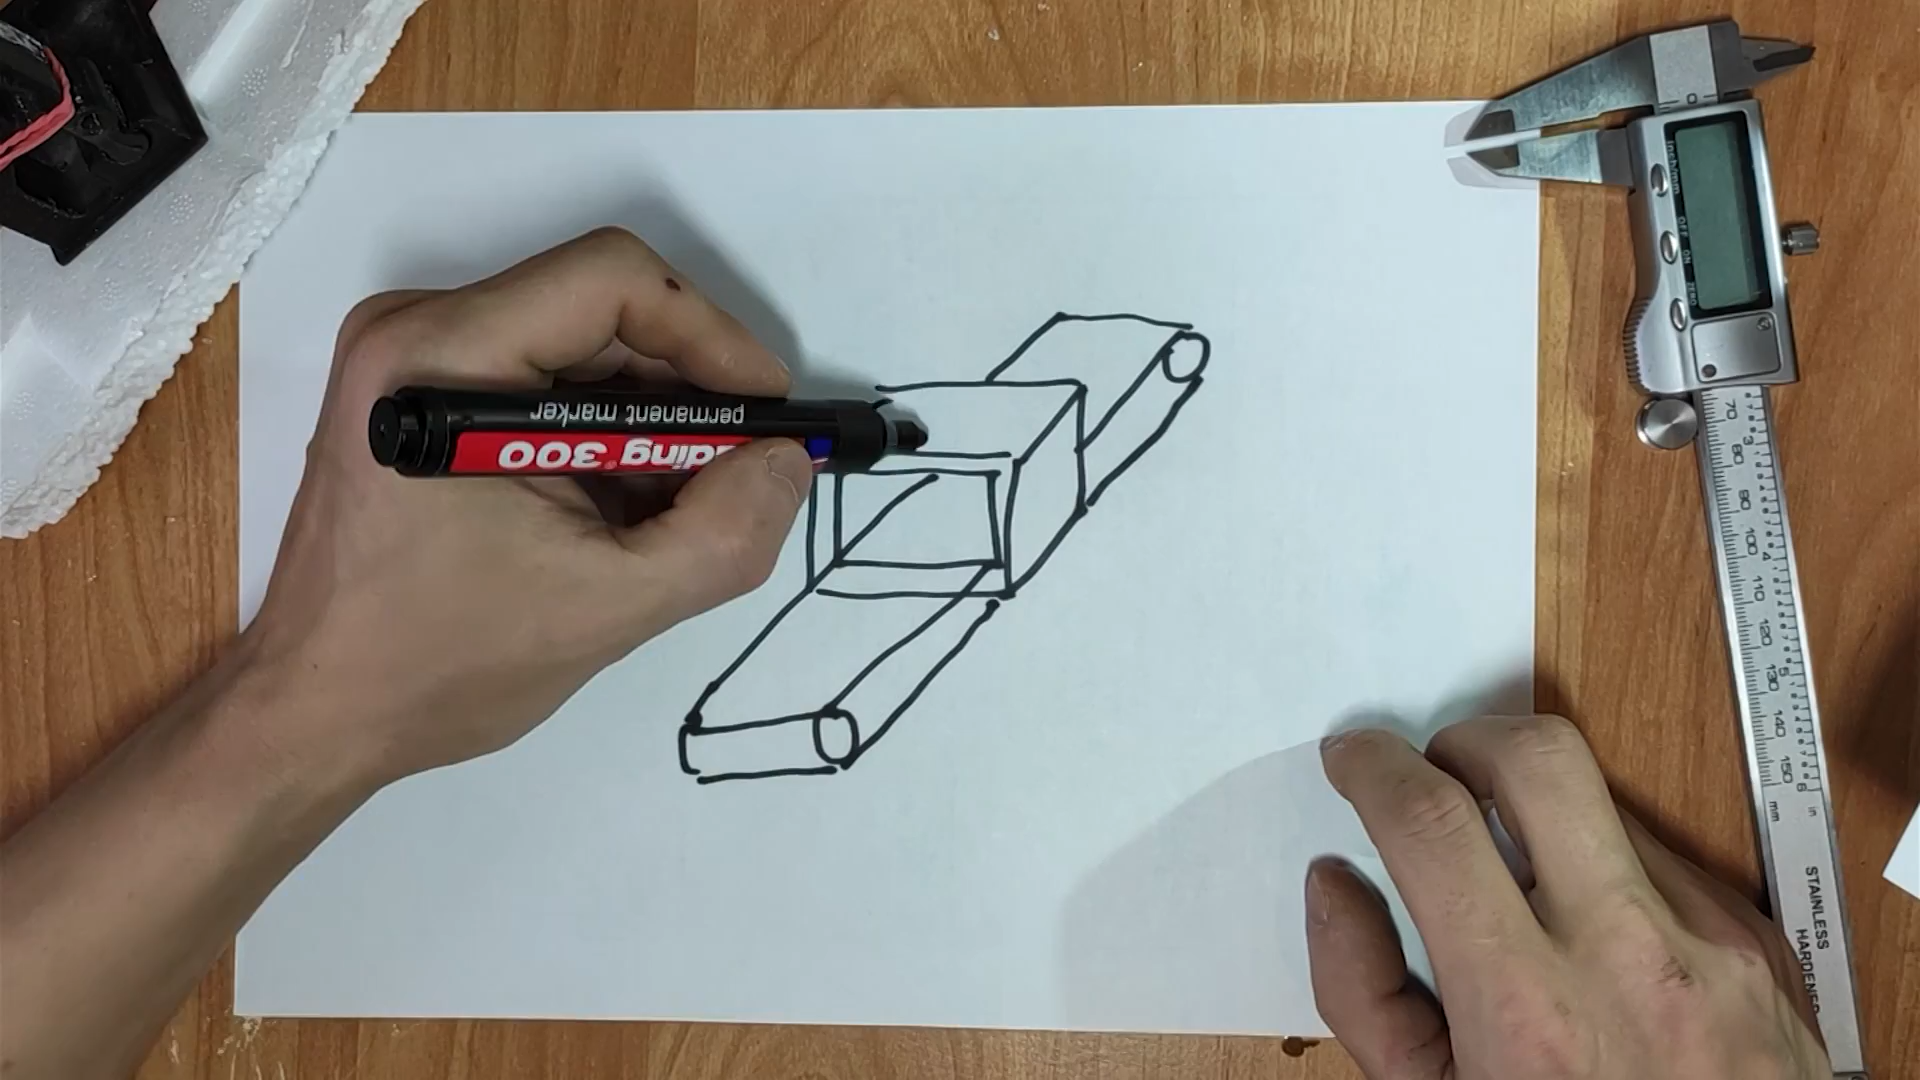 permanent marker
ding 300
0
inch/mm
OFF ON
ZERO
70
3
80
90
100
4
110
120
5
130
140
150
6
mm
in
STAINLESS
HARDENED